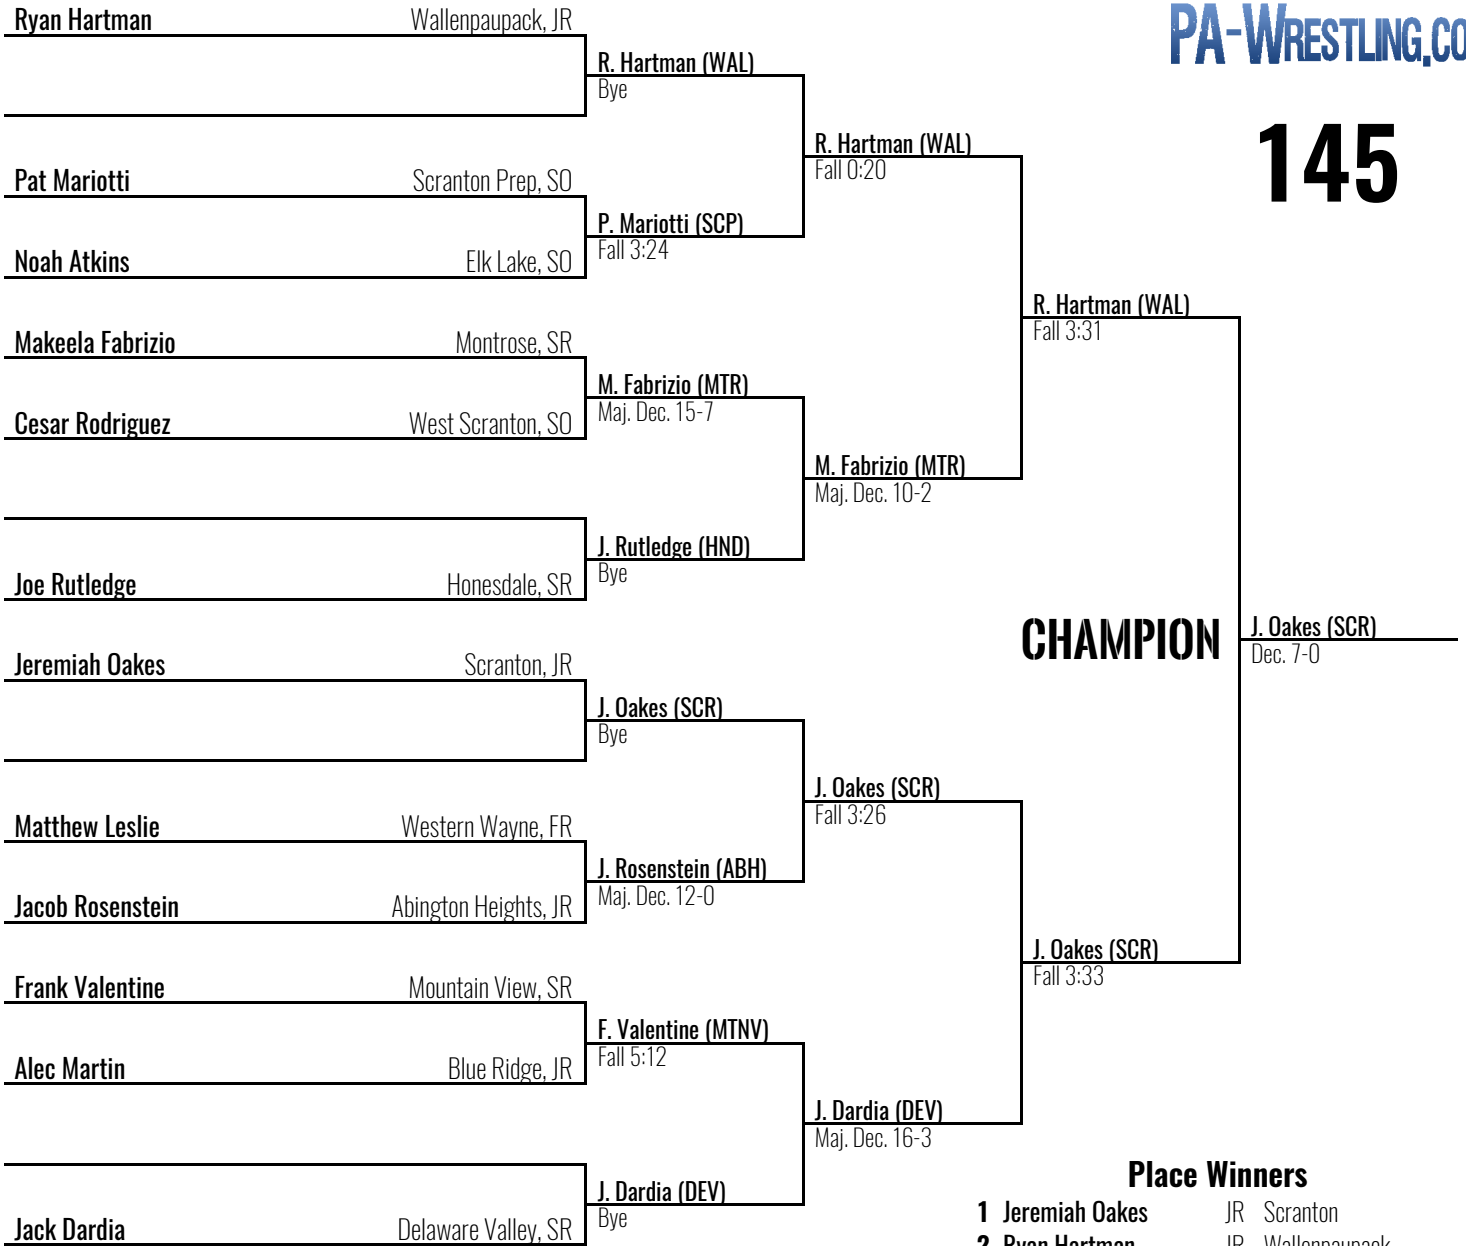 Ryan Hartman Wallenpaupack, JR
PA-WRESTLING.CO
R. Hartman (WAL)
Bye
145
R. Hartman (WAL)
Fall 0:20
Pat Mariotti Scranton Prep, SO
P. Mariotti (SCP)
Fall 3:24
Noah Atkins Elk Lake, SO
R. Hartman (WAL)
Fall 3:31
Makeela Fabrizio Montrose, SR
M. Fabrizio (MTR)
Maj. Dec. 15-7
Cesar Rodriguez West Scranton, SO
M. Fabrizio (MTR)
Maj. Dec. 10-2
J. Rutledge (HND)
Bye
Joe Rutledge Honesdale, SR
CHAMPION
J. Oakes (SCR)
Dec. 7-0
Jeremiah Oakes Scranton, JR
J. Oakes (SCR)
Bye
J. Oakes (SCR)
Fall 3:26
Matthew Leslie Western Wayne, FR
J. Rosenstein (ABH)
Maj. Dec. 12-0
Jacob Rosenstein Abington Heights, JR
J. Oakes (SCR)
Fall 3:33
Frank Valentine Mountain View, SR
F. Valentine (MTNV)
Fall 5:12
Alec Martin Blue Ridge, JR
J. Dardia (DEV)
Maj. Dec. 16-3
Place Winners
J. Dardia (DEV)
Bye
1 Jeremiah Oakes JR Scranton
Jack Dardia Delaware Valley, SR
2 Ryan Hartman JR Wallenpaupack